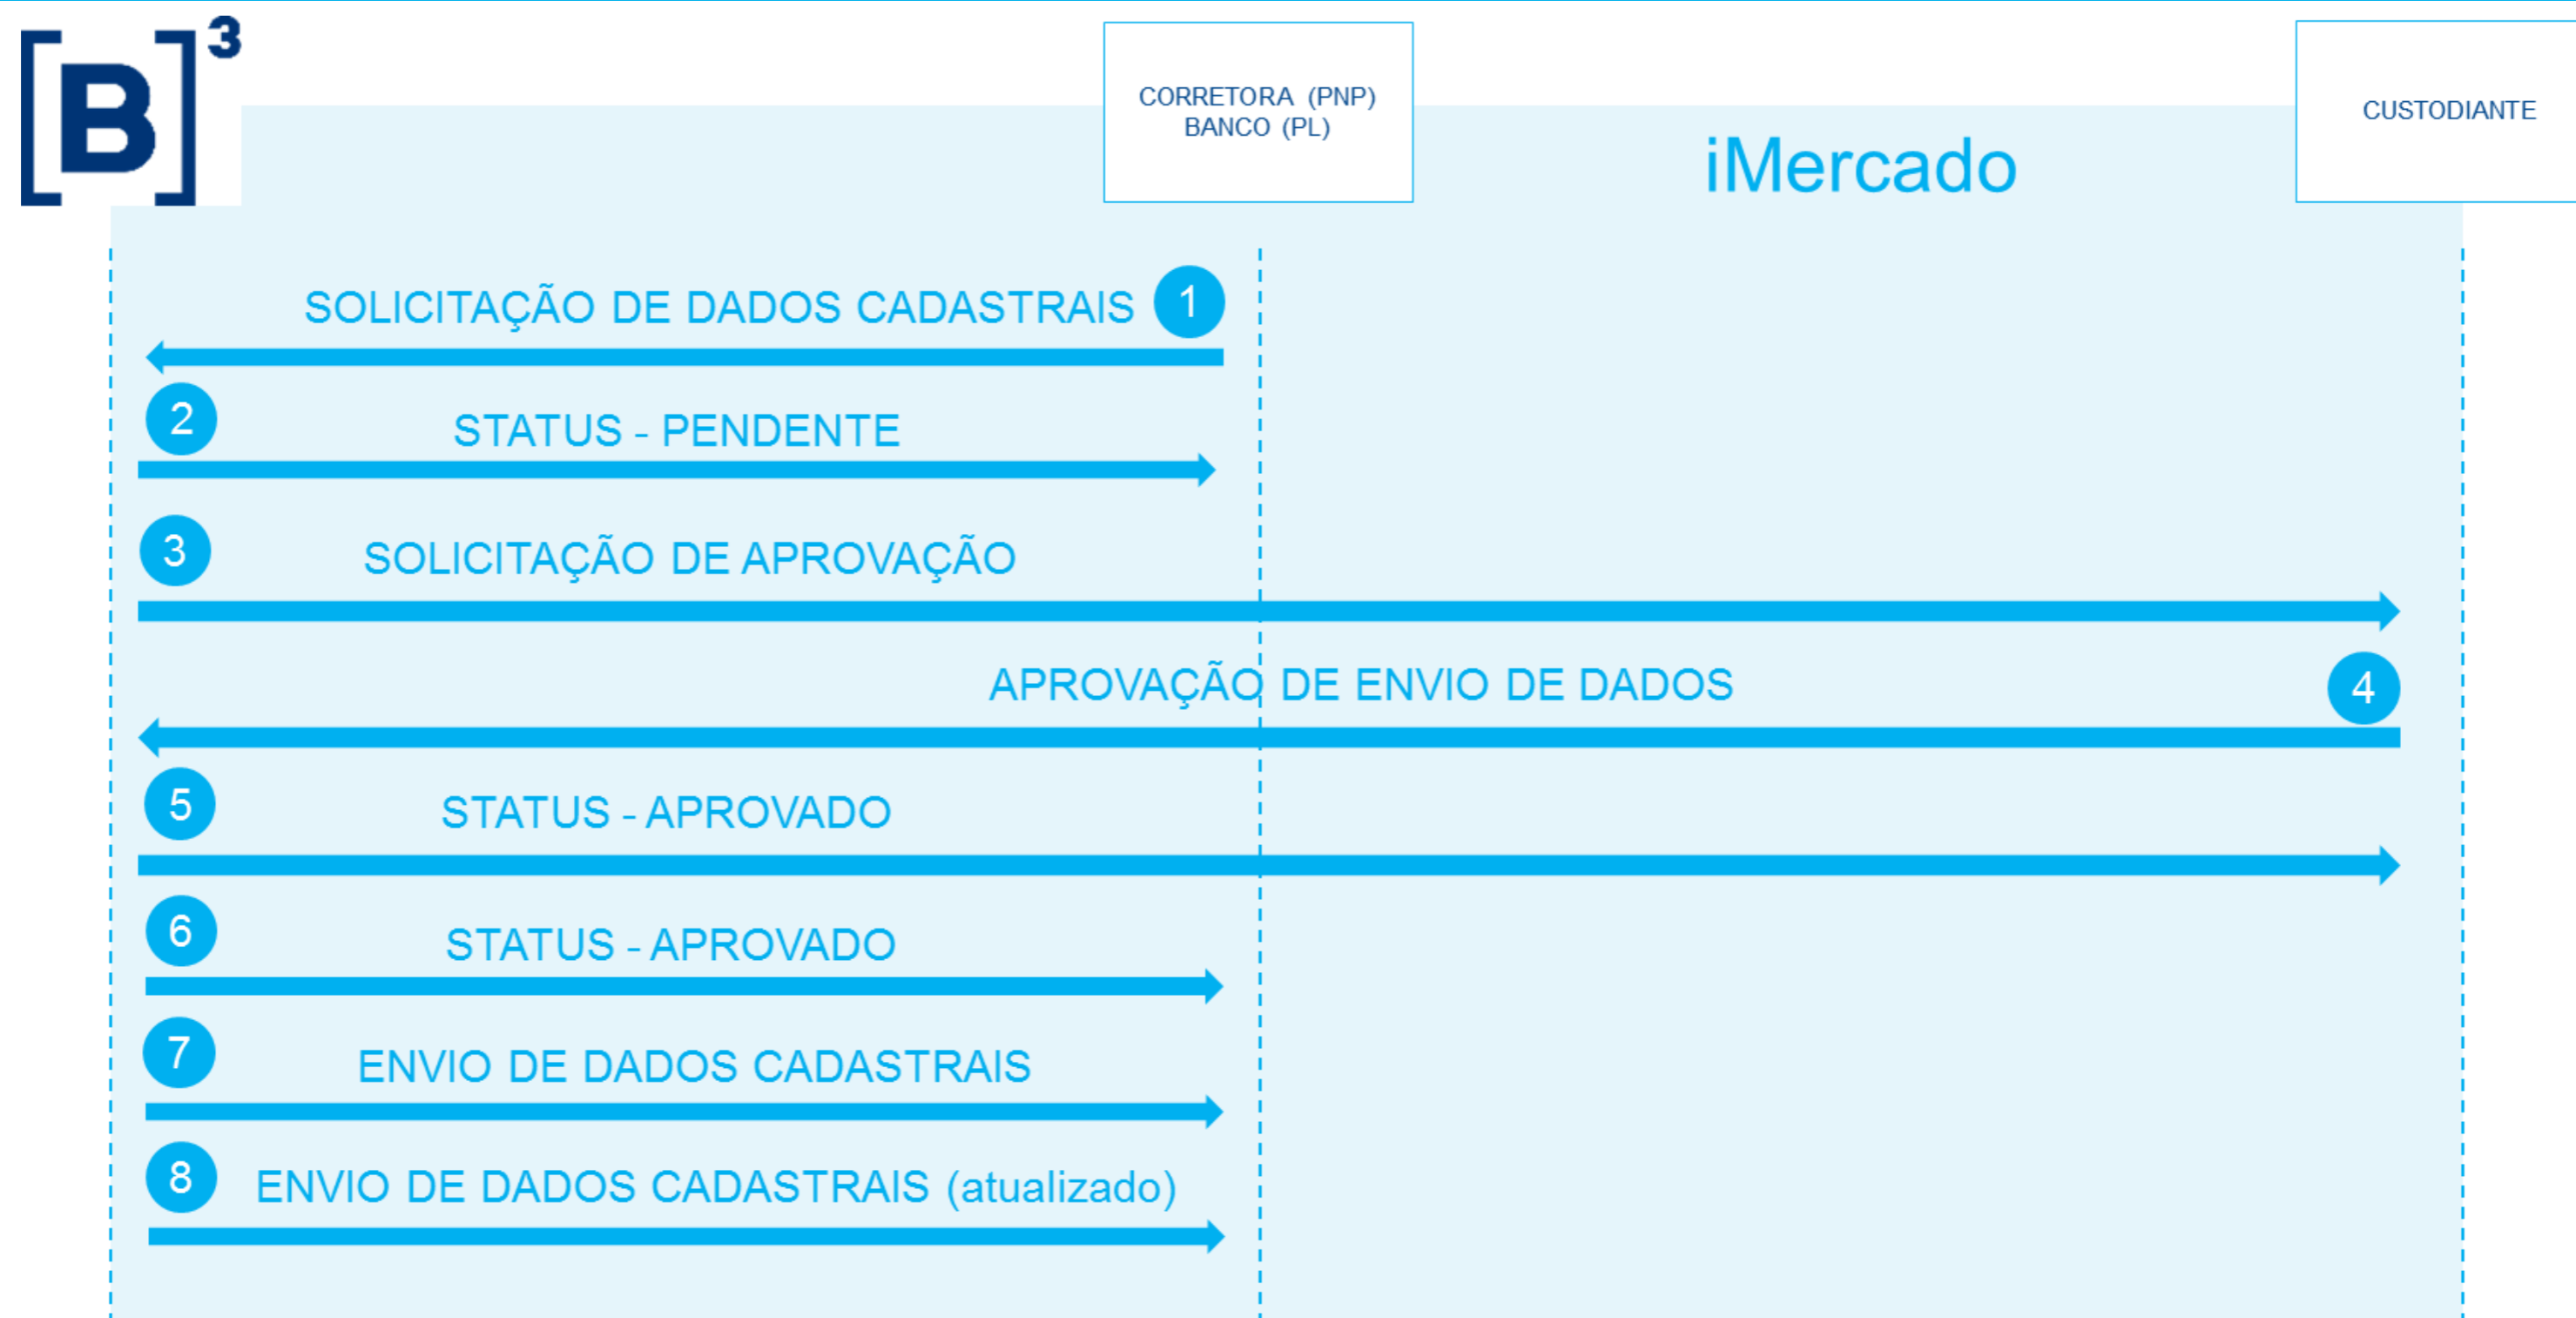 [B]³
CORRETORA (PNP)
BANCO (PL)
iMercado
CUSTODIANTE
SOLICITAÇÃO DE DADOS CADASTRAIS 1
2 STATUS - PENDENTE
3 SOLICITAÇÃO DE APROVAÇÃO
APROVAÇÃO DE ENVIO DE DADOS 4
5 STATUS - APROVADO
6 STATUS - APROVADO
7 ENVIO DE DADOS CADASTRAIS
8 ENVIO DE DADOS CADASTRAIS (atualizado)